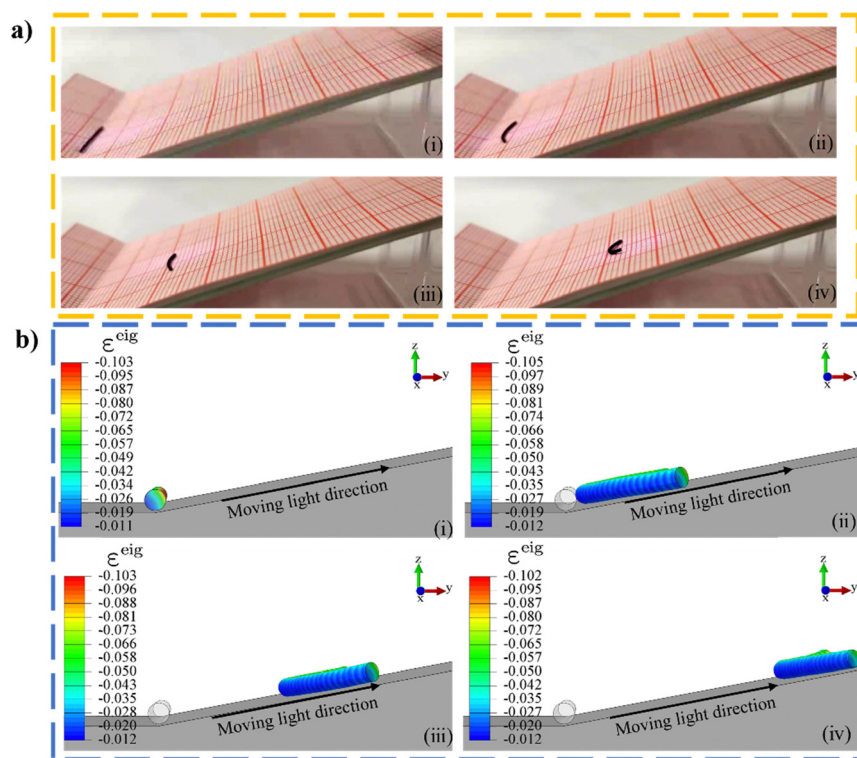 a)
(i)
(ii)
(iii)
(iv)
b)
ε^eig
-0.103
-0.096
-0.088
-0.080
-0.072
-0.065
-0.057
-0.049
-0.042
-0.034
-0.026
-0.019
-0.011
z
y
x
Moving light direction
(i)
ε^eig
-0.105
-0.097
-0.089
-0.081
-0.074
-0.066
-0.058
-0.050
-0.043
-0.035
-0.027
-0.019
-0.012
z
y
x
Moving light direction
(ii)
ε^eig
-0.103
-0.096
-0.088
-0.081
-0.073
-0.066
-0.058
-0.050
-0.043
-0.035
-0.028
-0.020
-0.012
z
y
x
Moving light direction
(iii)
ε^eig
-0.102
-0.095
-0.087
-0.080
-0.072
-0.065
-0.057
-0.050
-0.042
-0.035
-0.027
-0.020
-0.012
z
y
x
Moving light direction
(iv)